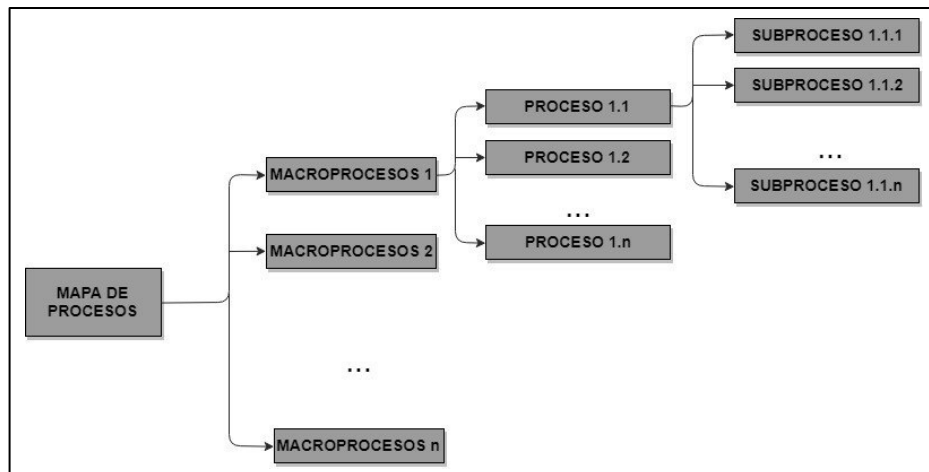 SUBPROCESO 1.1.1
SUBPROCESO 1.1.2
PROCESO 1.1
PROCESO 1.2
...
SUBPROCESO 1.1.n
MACROPROCESOS 1
...
PROCESO 1.n
MACROPROCESOS 2
MAPA DE
PROCESOS
...
MACROPROCESOS n